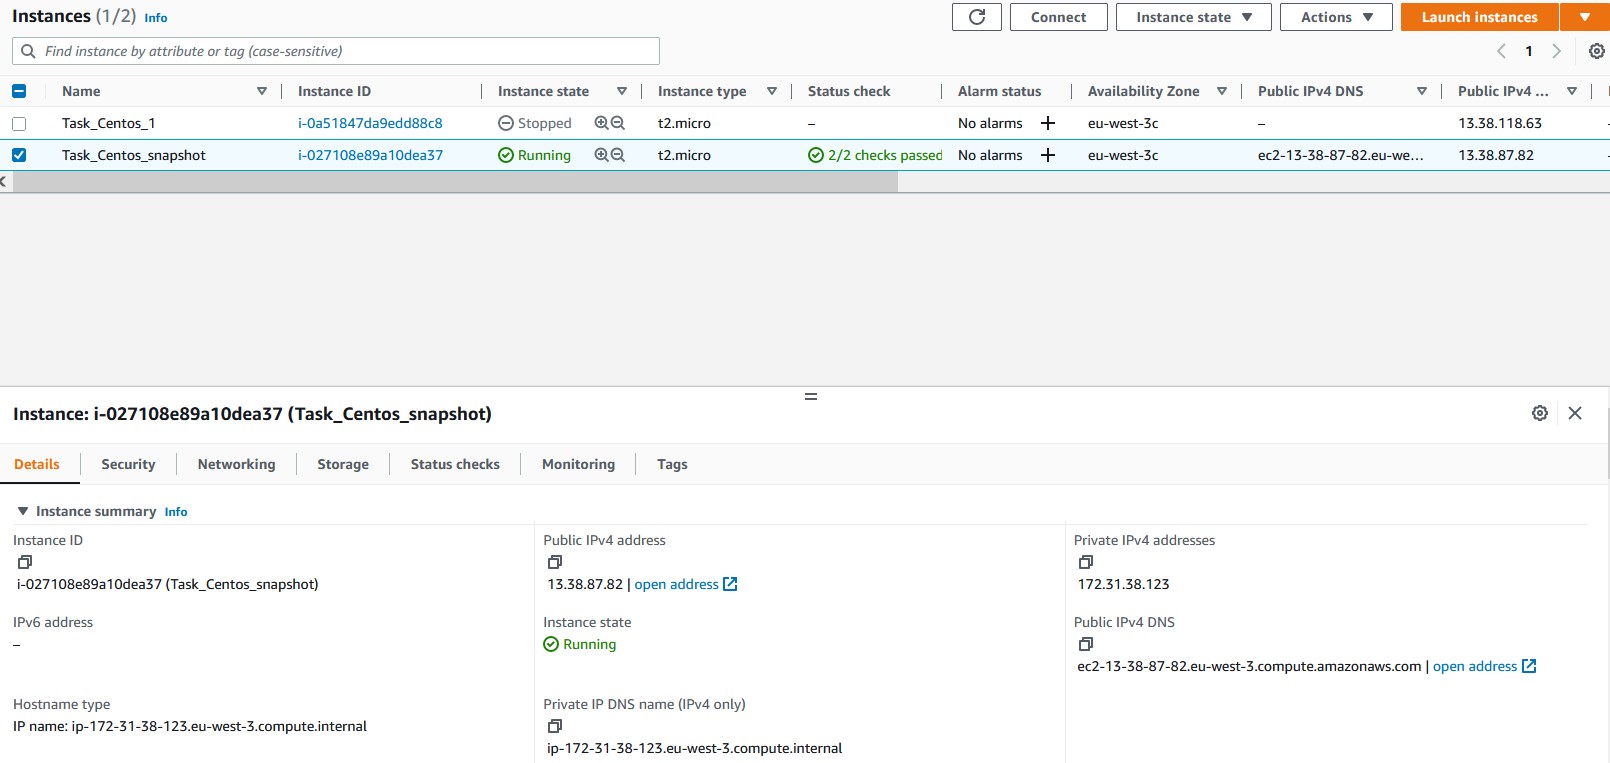 Instances (1/2) Info Connect Instance state Actions Launch instances
Find instance by attribute or tag (case-sensitive) 1
Name Instance ID Instance state Instance type Status check Alarm status Availability Zone Public IPv4 DNS Public IPv4 ...
Task_Centos_1 i-0a51847da9edd88c8 Stopped t2.micro – No alarms + eu-west-3c – 13.38.118.63 –
Task_Centos_snapshot i-027108e89a10dea37 Running t2.micro 2/2 checks passed No alarms + eu-west-3c ec2-13-38-87-82.eu-we... 13.38.87.82 –
Instance: i-027108e89a10dea37 (Task_Centos_snapshot)
Details Security Networking Storage Status checks Monitoring Tags
Instance summary Info
Instance ID Public IPv4 address Private IPv4 addresses
i-027108e89a10dea37 (Task_Centos_snapshot) 13.38.87.82 | open address 172.31.38.123
IPv6 address Instance state Public IPv4 DNS
– Running
ec2-13-38-87-82.eu-west-3.compute.amazonaws.com | open address
Hostname type Private IP DNS name (IPv4 only)
IP name: ip-172-31-38-123.eu-west-3.compute.internal
ip-172-31-38-123.eu-west-3.compute.internal